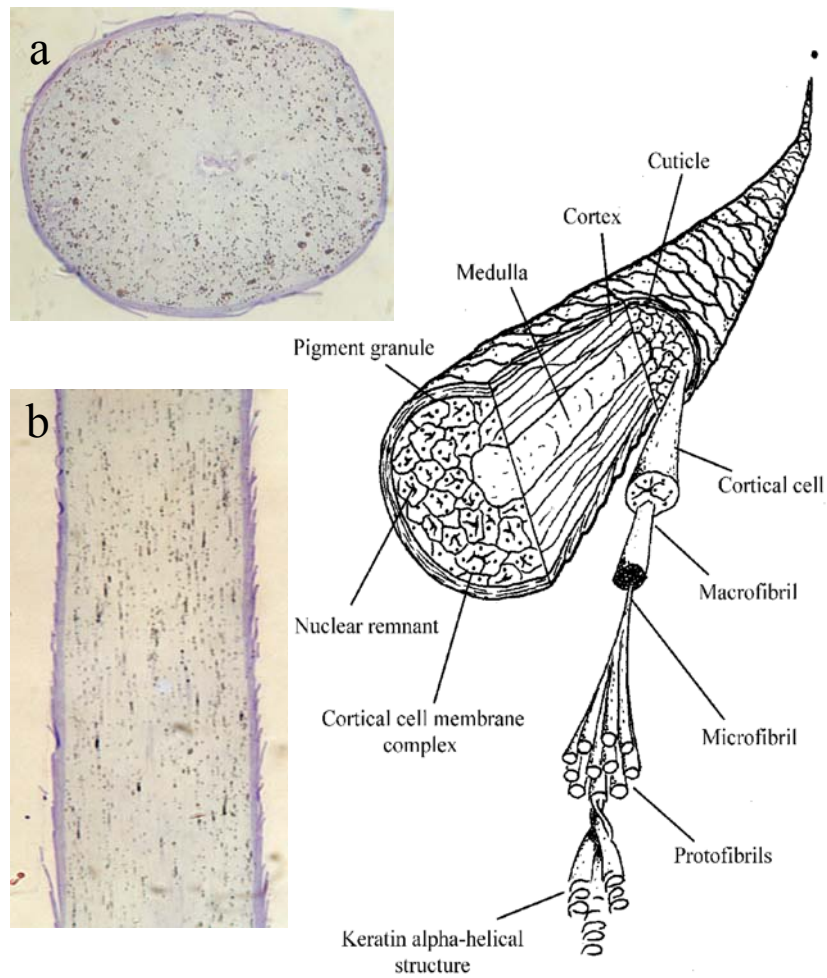 a
Cuticle
Cortex
Medulla
Pigment granule
b
Cortical cell
Macrofibril
Nuclear remnant
Microfibril
Cortical cell membrane
complex
Protofibrils
Keratin alpha-helical
structure